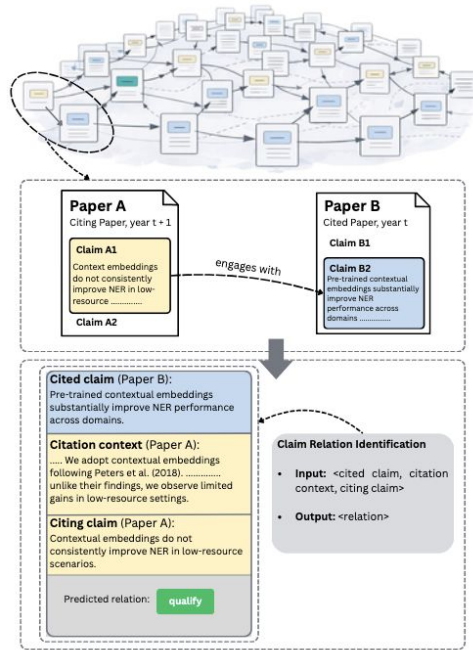 Paper A
Citing Paper, year t + 1
Claim A1
Context embeddings
do not consistently
improve NER in low-
resource ...............
Claim A2
engages with
Paper B
Cited Paper, year t
Claim B1
Claim B2
Pre-trained contextual
embeddings substantially
improve NER
performance across
domains ...............
Cited claim (Paper B):
Pre-trained contextual embeddings
substantially improve NER performance
across domains.
Citation context (Paper A):
..... We adopt contextual embeddings
following Peters et al. (2018). ...............
unlike their findings, we observe limited
gains in low-resource settings.
Citing claim (Paper A):
Contextual embeddings do not
consistently improve NER in low-resource
scenarios.
Predicted relation: qualify
Claim Relation Identification
• Input: <cited claim, citation
context, citing claim>
• Output: <relation>